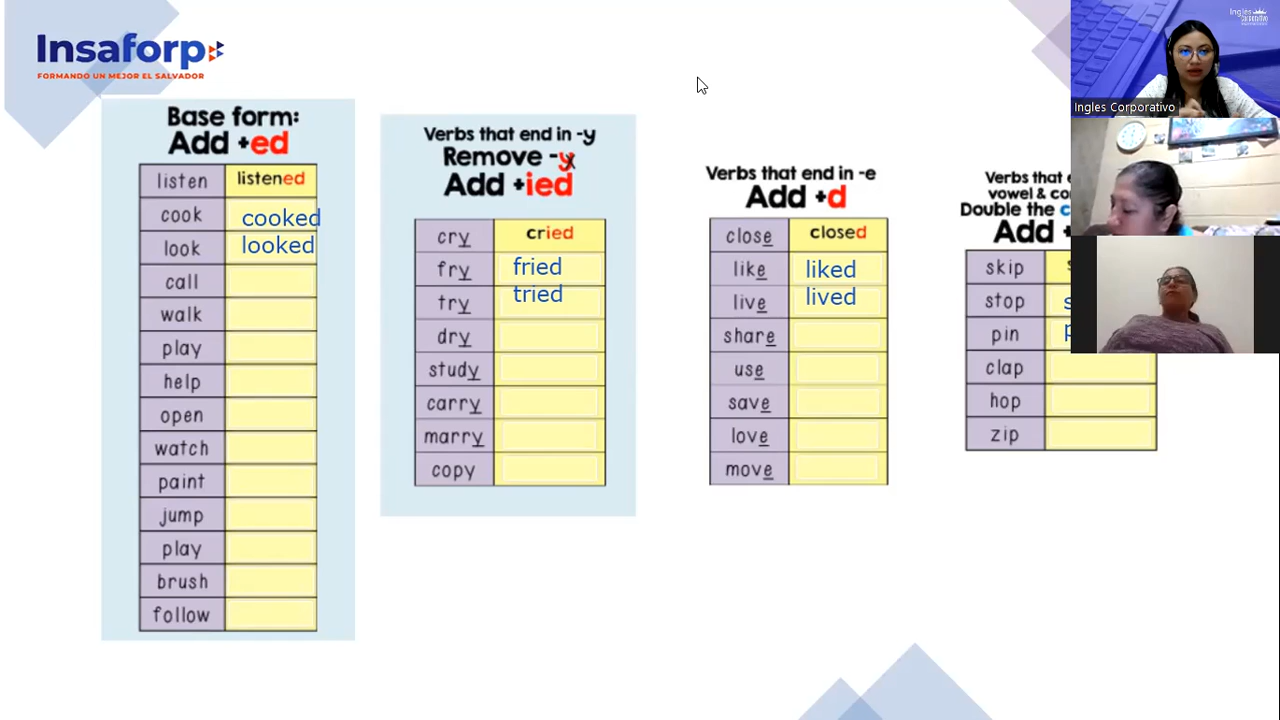 Insaforp
FORMANDO UN MEJOR EL SALVADOR
Base form:
Add +ed
listen listened
cook cooked
look looked
call
walk
play
help
open
watch
paint
jump
play
brush
follow
Verbs that end in -y
Remove -y
Add +ied
cry cried
fry fried
try tried
dry
study
carry
marry
copy
Verbs that end in -e
Add +d
close closed
like liked
live lived
share
use
save
love
move
Verbs that
vowel &
Double the
Add +
skip
stop
pin
clap
hop
zip
Ingles Corporativo
Ingles